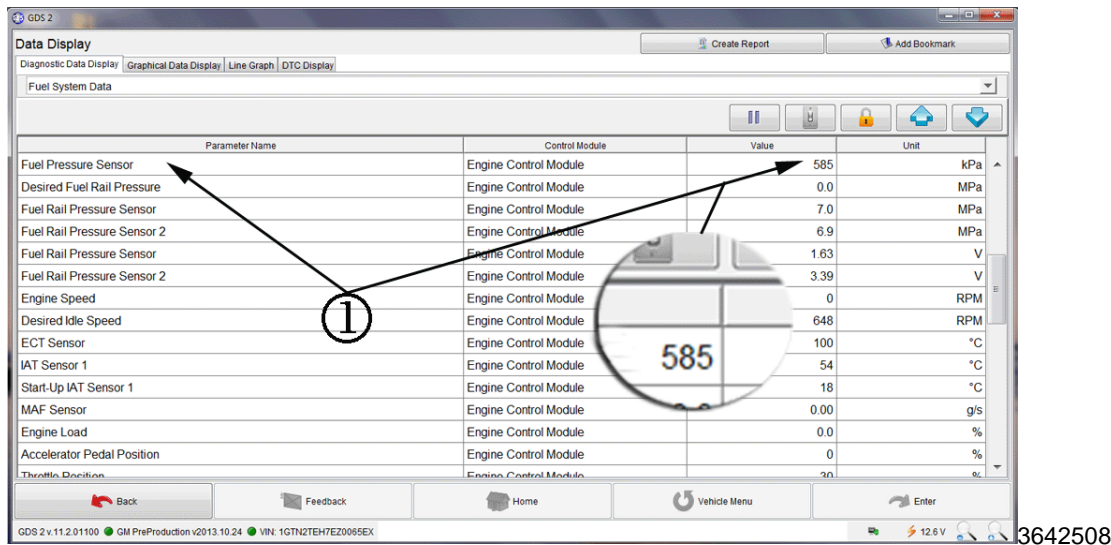 GDS 2
Data Display
Create Report
Add Bookmark
Diagnostic Data Display Graphical Data Display Line Graph DTC Display
Fuel System Data
Parameter Name Control Module Value Unit
Fuel Pressure Sensor Engine Control Module 585 kPa
Desired Fuel Rail Pressure Engine Control Module 0.0 MPa
Fuel Rail Pressure Sensor Engine Control Module 7.0 MPa
Fuel Rail Pressure Sensor 2 Engine Control Module 6.9 MPa
Fuel Rail Pressure Sensor Engine Control Module 1.63 V
Fuel Rail Pressure Sensor 2 Engine Control Module 3.39 V
Engine Speed Engine Control Module 0 RPM
Desired Idle Speed Engine Control Module 648 RPM
ECT Sensor Engine Control Module 100 °C
IAT Sensor 1 Engine Control Module 54 °C
Start-Up IAT Sensor 1 Engine Control Module 18 °C
MAF Sensor Engine Control Module 0.00 g/s
Engine Load Engine Control Module 0.0 %
Accelerator Pedal Position Engine Control Module 0 %
Throttle Position Engine Control Module 30 %
1
585
Back Feedback Home Vehicle Menu Enter
GDS 2 v.11.2.01100 GM PreProduction v2013.10.24 VIN: 1GTN2TEH7EZ0065EX 12.6 V
3642508